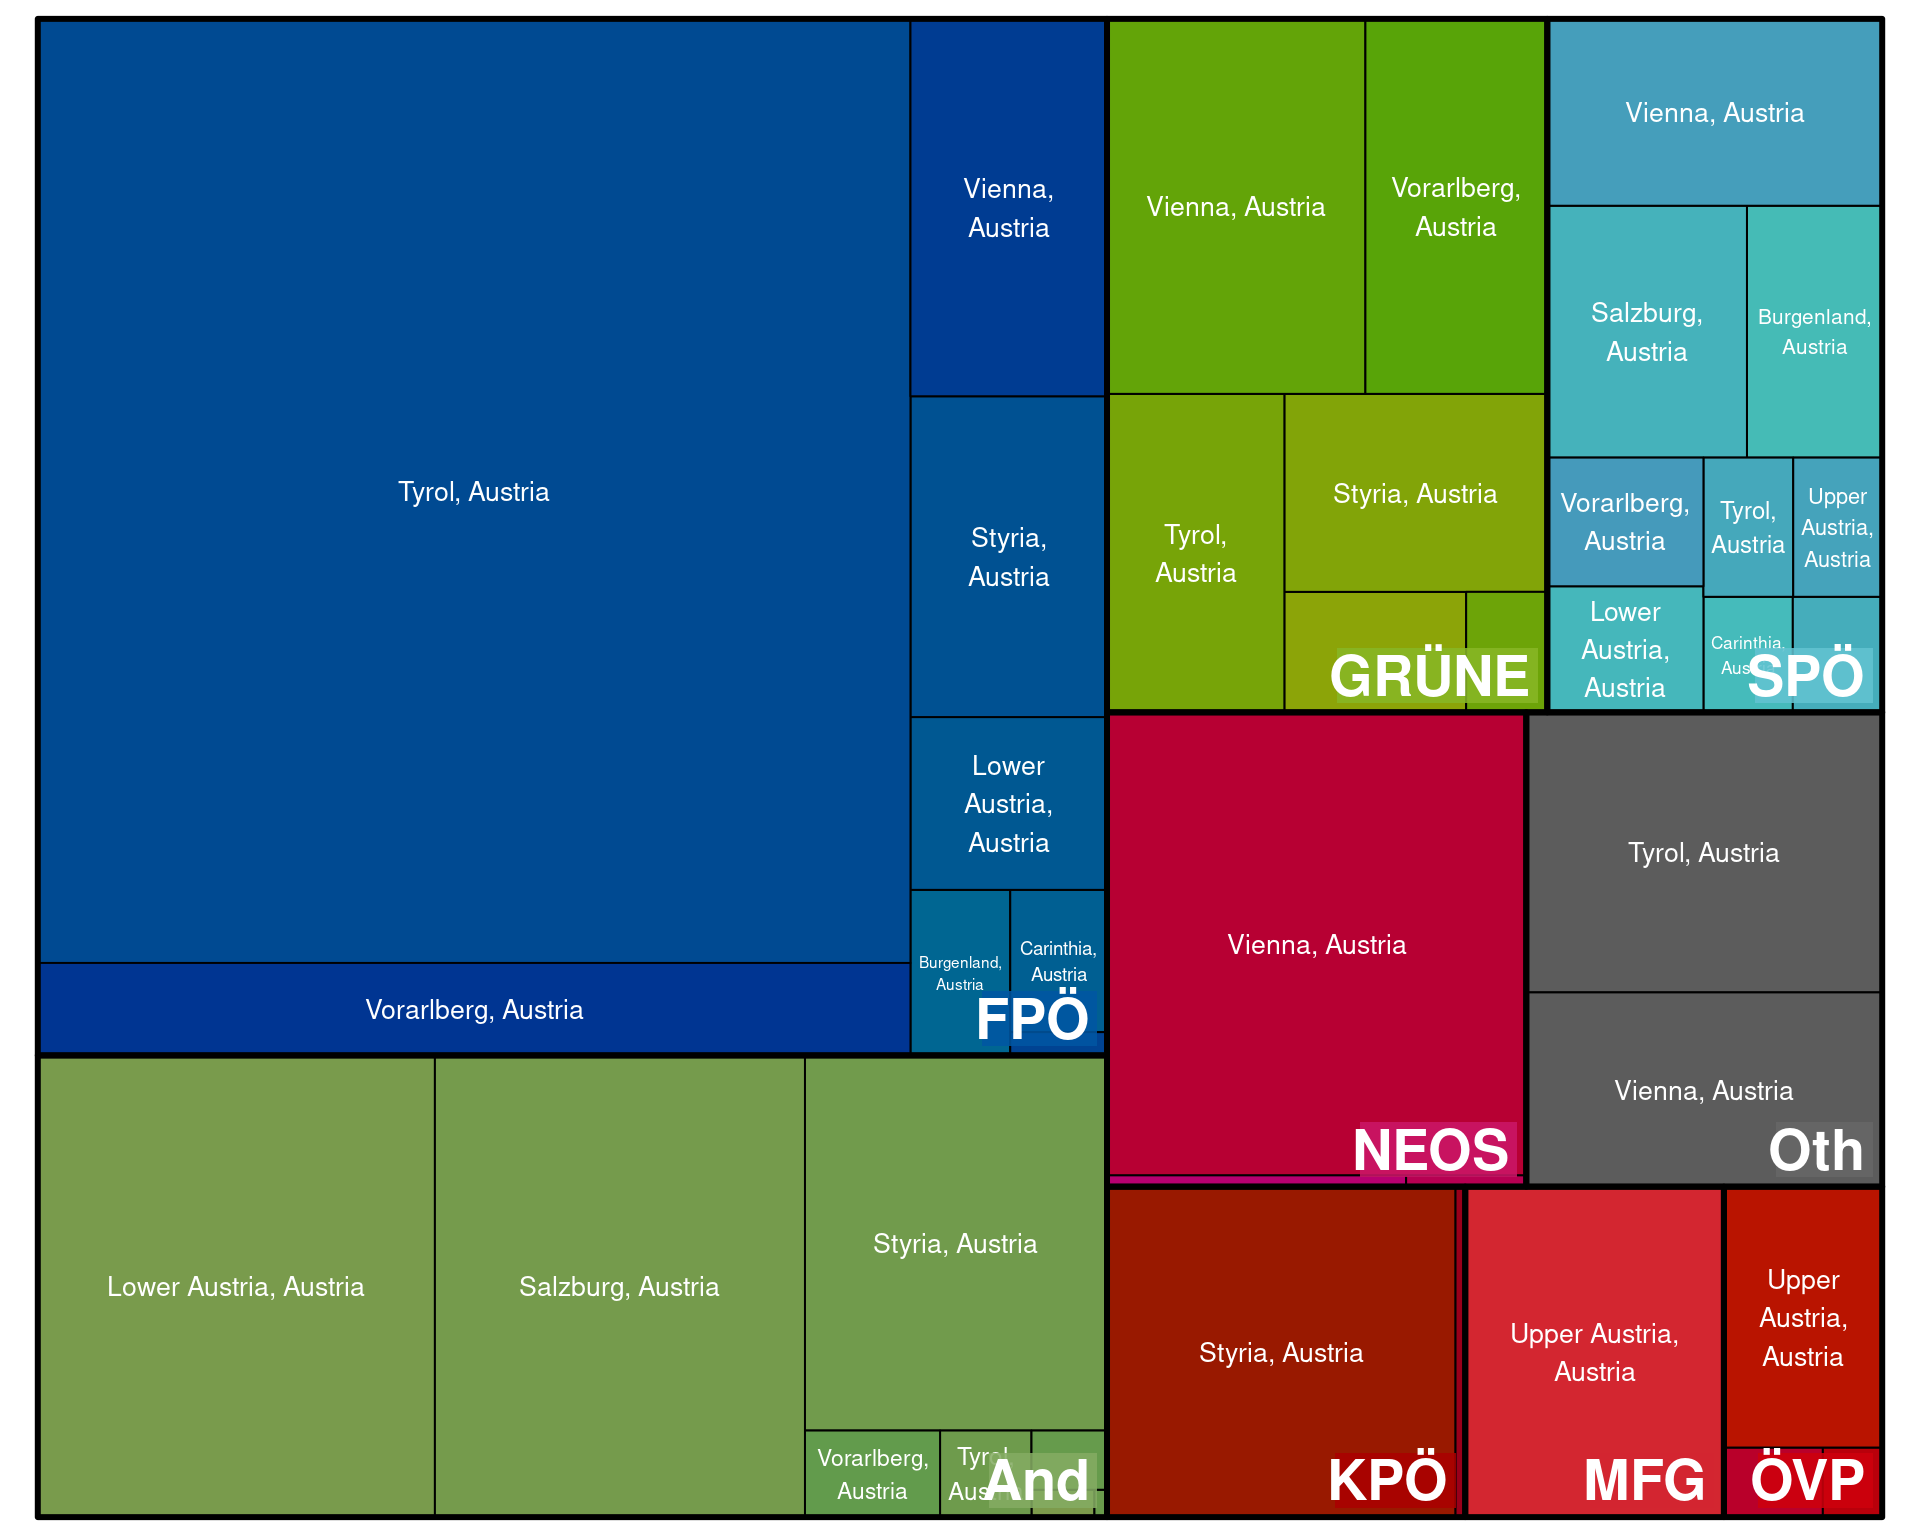 Tyrol, Austria
Vorarlberg, Austria
Vienna,
Austria
Styria,
Austria
Lower
Austria,
Austria
Burgenland,
Austria
Carinthia,
Austria
FPÖ
Lower Austria, Austria
Salzburg, Austria
Styria, Austria
Vorarlberg,
Austria
Tyrol,
Austria
And
Vienna, Austria
Vorarlberg,
Austria
Tyrol,
Austria
Styria, Austria
GRÜNE
Vienna, Austria
Salzburg,
Austria
Burgenland,
Austria
Vorarlberg,
Austria
Tyrol,
Austria
Upper
Austria,
Austria
Lower
Austria,
Austria
Carinthia,
Austria
SPÖ
Vienna, Austria
NEOS
Tyrol, Austria
Vienna, Austria
Oth
Styria, Austria
KPÖ
Upper Austria,
Austria
MFG
Upper
Austria,
Austria
ÖVP